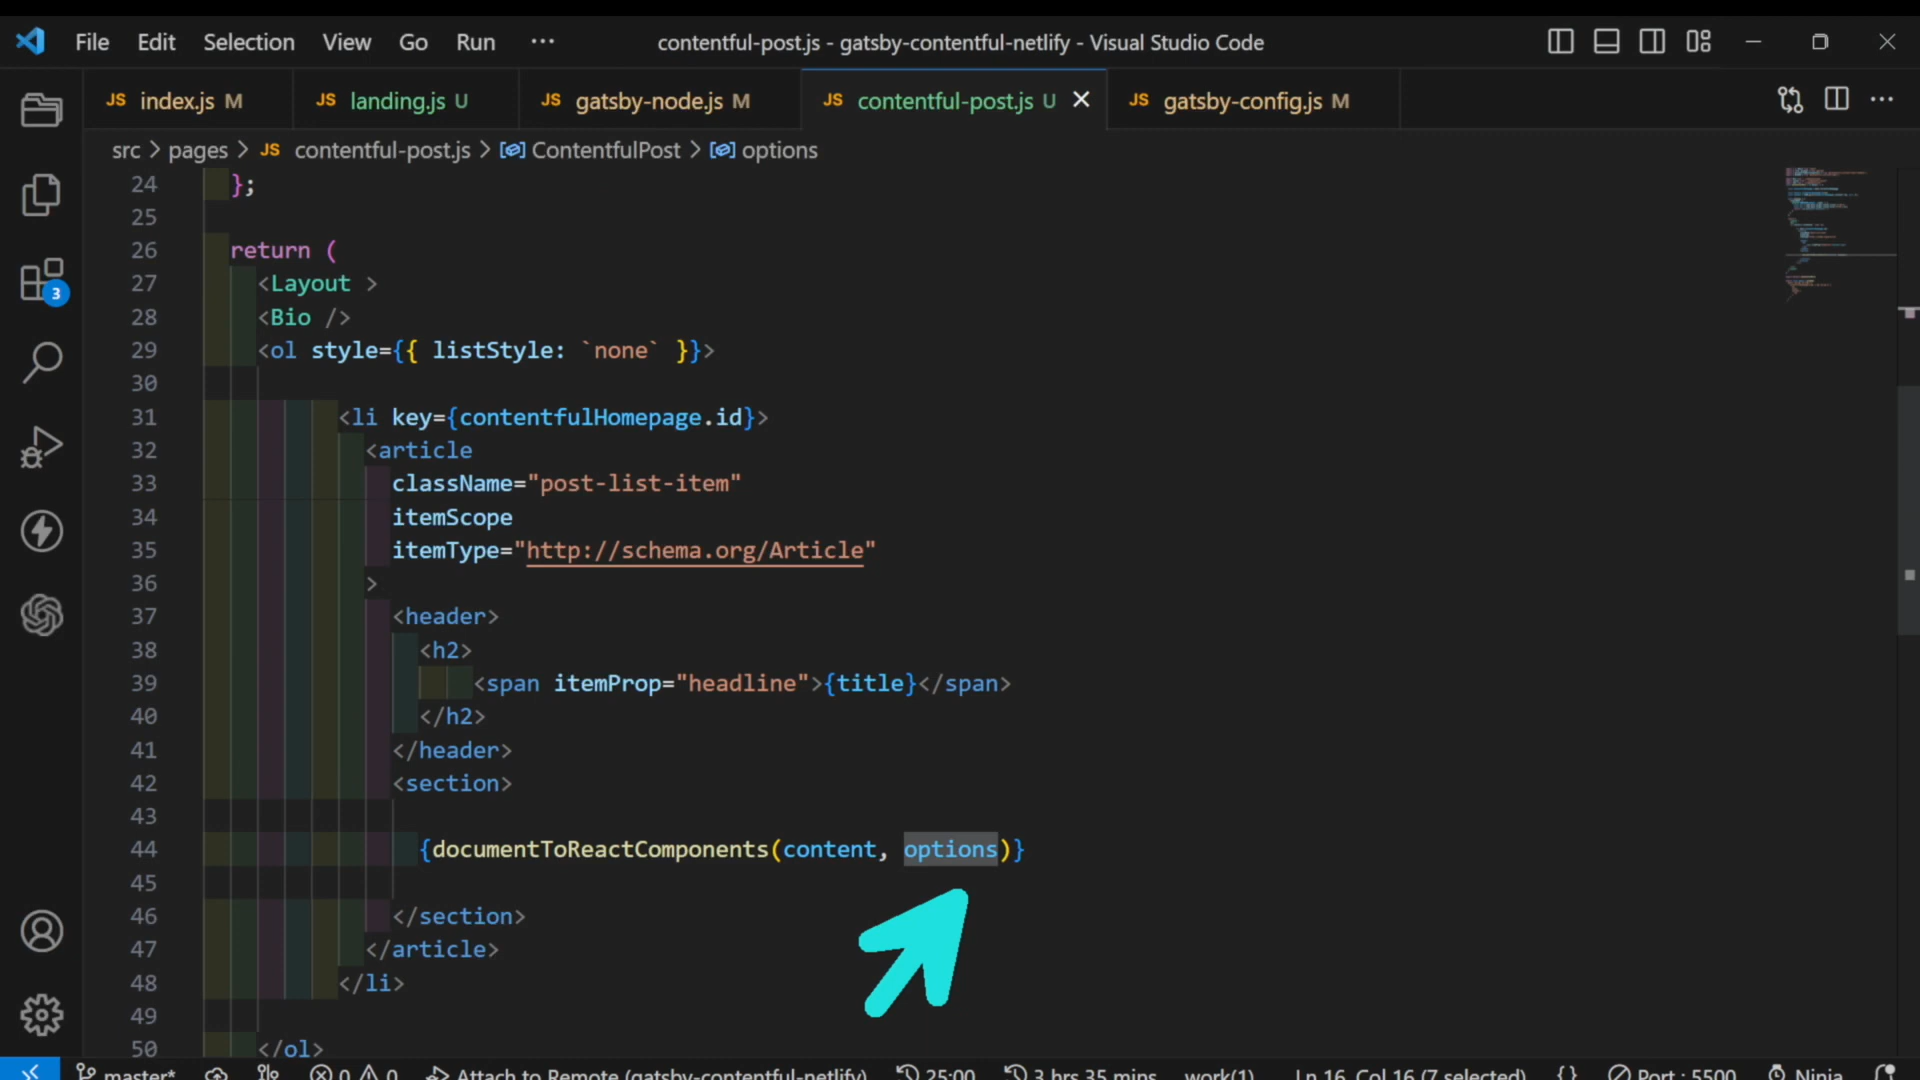 File Edit Selection View Go Run ··· contentful-post.js - gatsby-contentful-netlify - Visual Studio Code
JS index.js M JS landing.js U JS gatsby-node.js M JS contentful-post.js U JS gatsby-config.js M
src > pages > JS contentful-post.js > ContentfulPost > options
24 };
25
26 return (
27 <Layout >
28 <Bio />
29 <ol style={{ listStyle: `none` }}>
30
31 <li key={contentfulHomepage.id}>
32 <article
33 className="post-list-item"
34 itemScope
35 itemType="http://schema.org/Article"
36 >
37 <header>
38 <h2>
39 <span itemProp="headline">{title}</span>
40 </h2>
41 </header>
42 <section>
43
44 {documentToReactComponents(content, options)}
45
46 </section>
47 </article>
48 </li>
49
50 </ol>
3
master* 0 0 Attach to Remote (gatsby-contentful-netlify) 25:00 3 hrs 35 mins work(1) Ln 16, Col 16 (7 selected) {} Port : 5500 Ninja